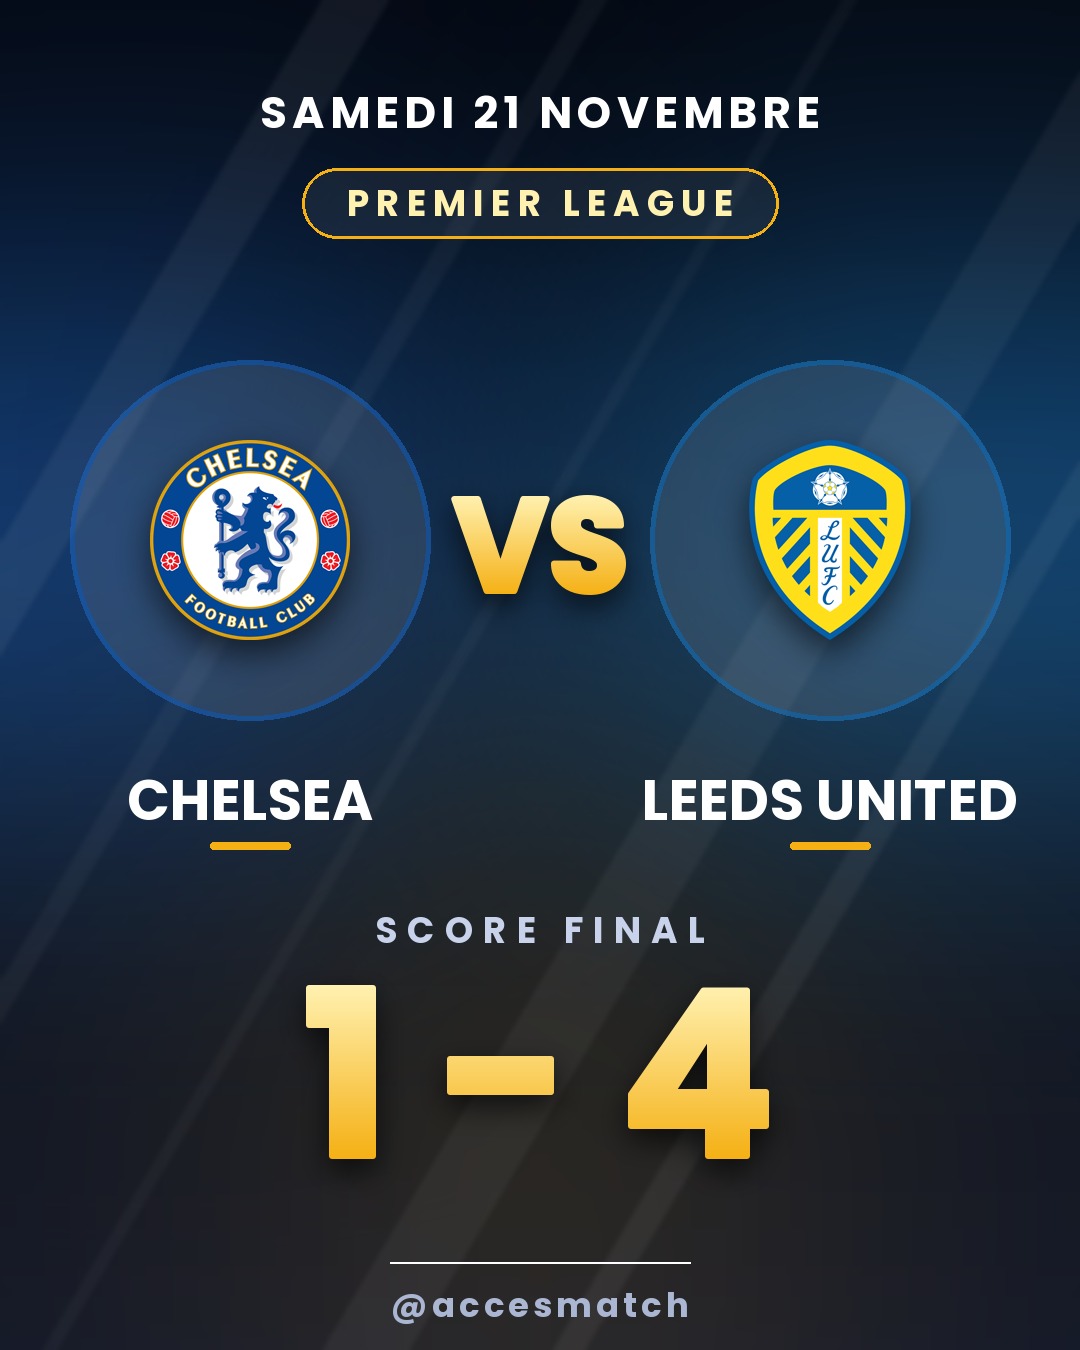 SAMEDI 21 NOVEMBRE
PREMIER LEAGUE
CHELSEA
FOOTBALL CLUB
VS
LUFC
CHELSEA
LEEDS UNITED
SCORE FINAL
1 – 4
@accesmatch